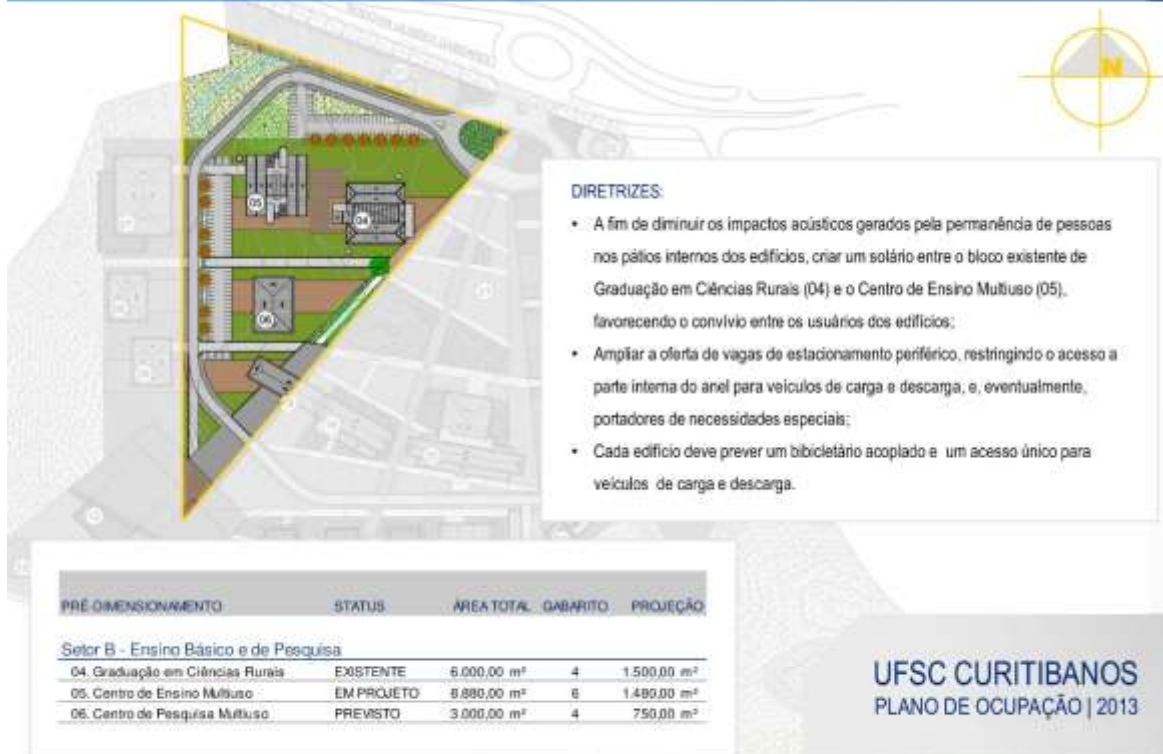 N
05
04
06
DIRETRIZES:
• A fim de diminuir os impactos acústicos gerados pela permanência de pessoas
nos pátios internos dos edifícios, criar um solário entre o bloco existente de
Graduação em Ciências Rurais (04) e o Centro de Ensino Multiuso (05),
favorecendo o convívio entre os usuários dos edifícios;
• Ampliar a oferta de vagas de estacionamento periférico, restringindo o acesso a
parte interna do anel para veículos de carga e descarga, e, eventualmente,
portadores de necessidades especiais;
• Cada edifício deve prever um bibicletário acoplado e um acesso único para
veículos de carga e descarga.
PRÉ-DIMENSIONAMENTO STATUS ÁREA TOTAL GABARITO PROJEÇÃO
Setor B - Ensino Básico e de Pesquisa
04. Graduação em Ciências Rurais EXISTENTE 6.000,00 m² 4 1.500,00 m²
05. Centro de Ensino Multiuso EM PROJETO 8.880,00 m² 6 1.480,00 m²
06. Centro de Pesquisa Multiuso PREVISTO 3.000,00 m² 4 750,00 m²
UFSC CURITIBANOS
PLANO DE OCUPAÇÃO | 2013